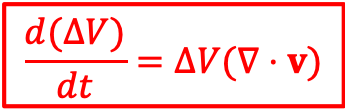 d(ΔV)/dt = ΔV(∇ · v)